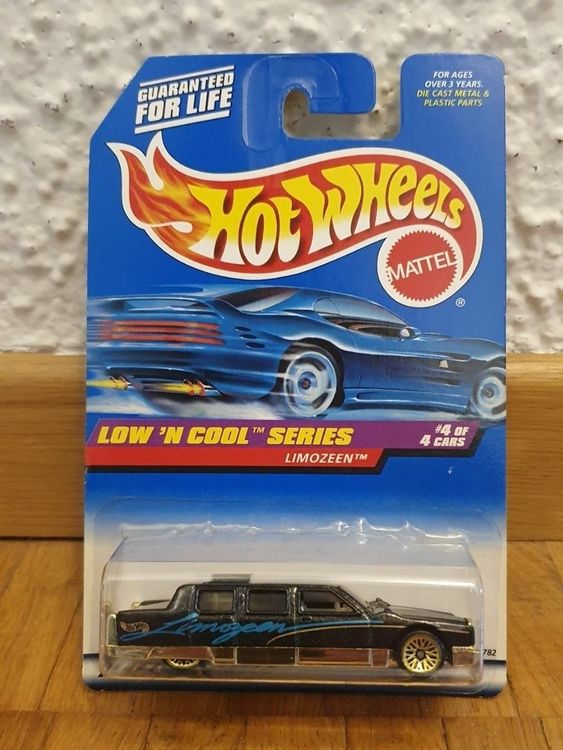 GUARANTEED
FOR LIFE
FOR AGES
OVER 3 YEARS.
DIE CAST METAL &
PLASTIC PARTS
HOT WHEELS
MATTEL
®
LOW 'N COOL™ SERIES
#4 OF
4 CARS
LIMOZEEN™
Limozeen
782